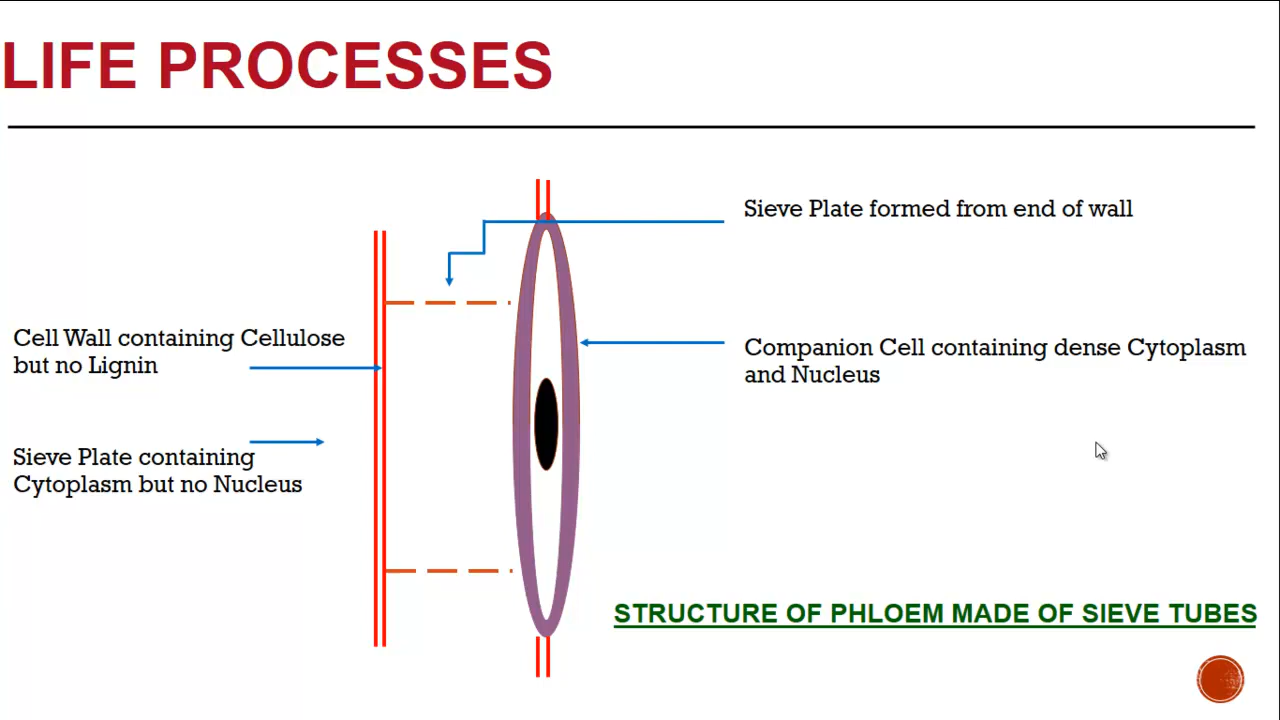 LIFE PROCESSES
Sieve Plate formed from end of wall
Cell Wall containing Cellulose
but no Lignin
Companion Cell containing dense Cytoplasm
and Nucleus
Sieve Plate containing
Cytoplasm but no Nucleus
STRUCTURE OF PHLOEM MADE OF SIEVE TUBES